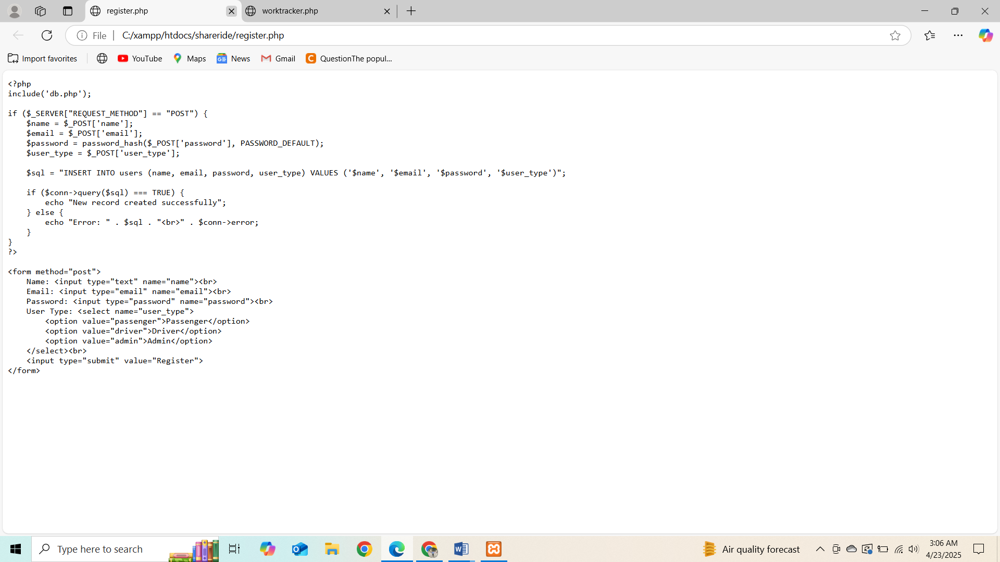 register.php
worktracker.php
File
C:/xampp/htdocs/shareride/register.php
Import favorites
YouTube
Maps
News
Gmail
QuestionThe popul...
<?php
include('db.php');
if ($_SERVER["REQUEST_METHOD"] == "POST") {
    $name = $_POST['name'];
    $email = $_POST['email'];
    $password = password_hash($_POST['password'], PASSWORD_DEFAULT);
    $user_type = $_POST['user_type'];
    $sql = "INSERT INTO users (name, email, password, user_type) VALUES ('$name', '$email', '$password', '$user_type')";
    if ($conn->query($sql) === TRUE) {
        echo "New record created successfully";
    } else {
        echo "Error: " . $sql . "<br>" . $conn->error;
    }
}
?>
<form method="post">
    Name: <input type="text" name="name"><br>
    Email: <input type="email" name="email"><br>
    Password: <input type="password" name="password"><br>
    User Type: <select name="user_type">
        <option value="passenger">Passenger</option>
        <option value="driver">Driver</option>
        <option value="admin">Admin</option>
    </select><br>
    <input type="submit" value="Register">
</form>
Type here to search
Air quality forecast
3:06 AM
4/23/2025